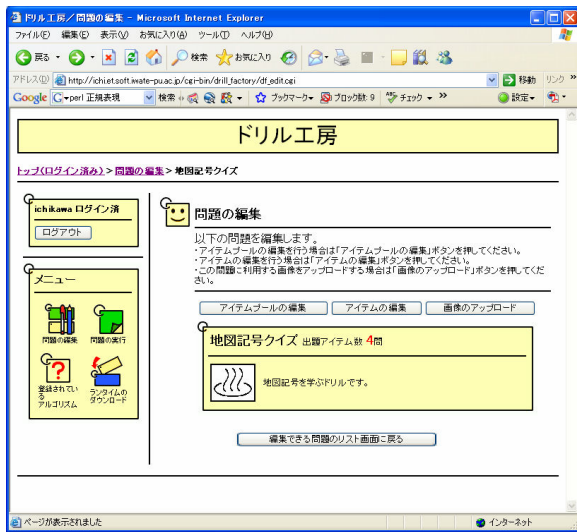 ドリル工房／問題の編集 - Microsoft Internet Explorer
ファイル(F) 編集(E) 表示(V) お気に入り(A) ツール(T) ヘルプ(H)
戻る 検索 お気に入り
アドレス(D) http://ichi.et.soft.iwate-pu.ac.jp/cgi-bin/drill_factory/df_edit.cgi 移動 リンク »
Google G perl 正規表現 検索 ブックマーク ブロック数: 9 チェック » 設定
ドリル工房
トップ(ログイン済み) > 問題の編集 > 地図記号クイズ
ichikawa ログイン済
ログアウト
メニュー
問題の編集 問題の実行
登録されている
アルゴリズム
ランタイムの
ダウンロード
問題の編集
以下の問題を編集します。
・アイテムプールの編集を行う場合は「アイテムプールの編集」ボタンを押してください。
・アイテムの編集を行う場合は「アイテムの編集」ボタンを押してください。
・この問題に利用する画像をアップロードする場合は「画像のアップロード」ボタンを押してください。
アイテムプールの編集 アイテムの編集 画像のアップロード
地図記号クイズ 出題アイテム数 4問
地図記号を学ぶドリルです。
編集できる問題のリスト画面に戻る
ページが表示されました インターネット